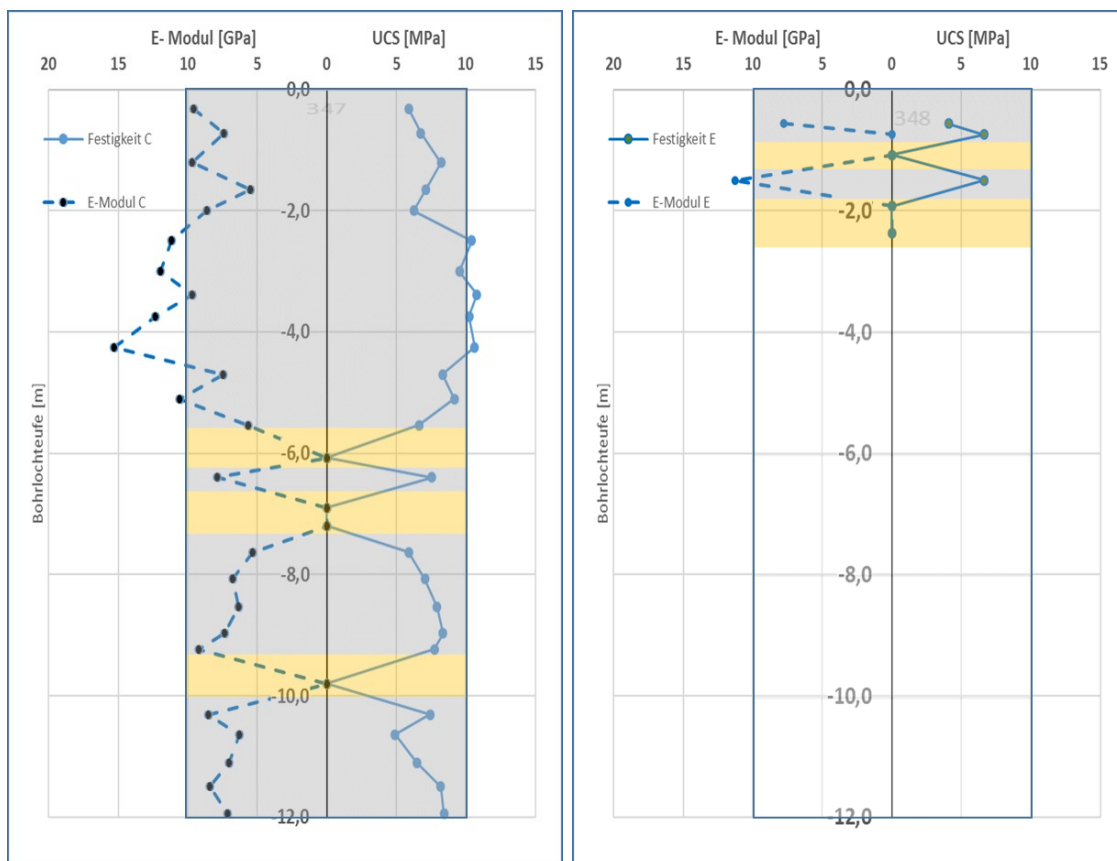 E- Modul [GPa] UCS [MPa]
20 15 10 5 0 5 10 15
0,0
347
Festigkeit C
E-Modul C
-2,0
-4,0
Bohrlochteufe [m]
-6,0
-8,0
-10,0
-12,0
E- Modul [GPa] UCS [MPa]
20 15 10 5 0 5 10 15
0,0
348
Festigkeit E
E-Modul E
-2,0
-4,0
Bohrlochteufe [m]
-6,0
-8,0
-10,0
-12,0